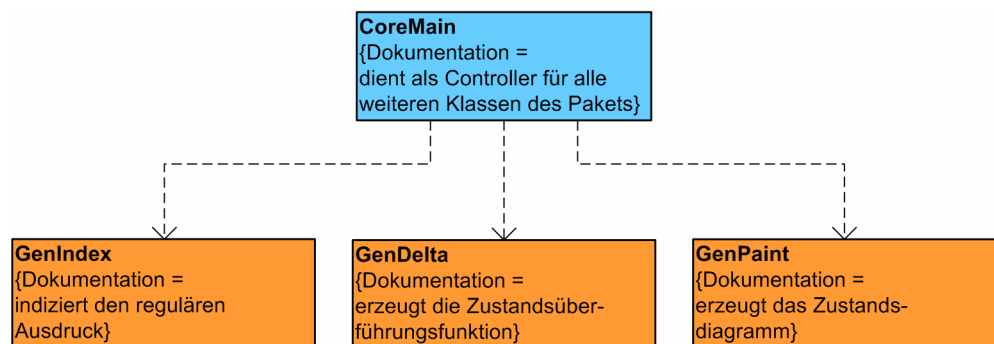 CoreMain
{Dokumentation =
dient als Controller für alle
weiteren Klassen des Pakets}
GenIndex
{Dokumentation =
indiziert den regulären
Ausdruck}
GenDelta
{Dokumentation =
erzeugt die Zustandsüber-
führungsfunktion}
GenPaint
{Dokumentation =
erzeugt das Zustands-
diagramm}